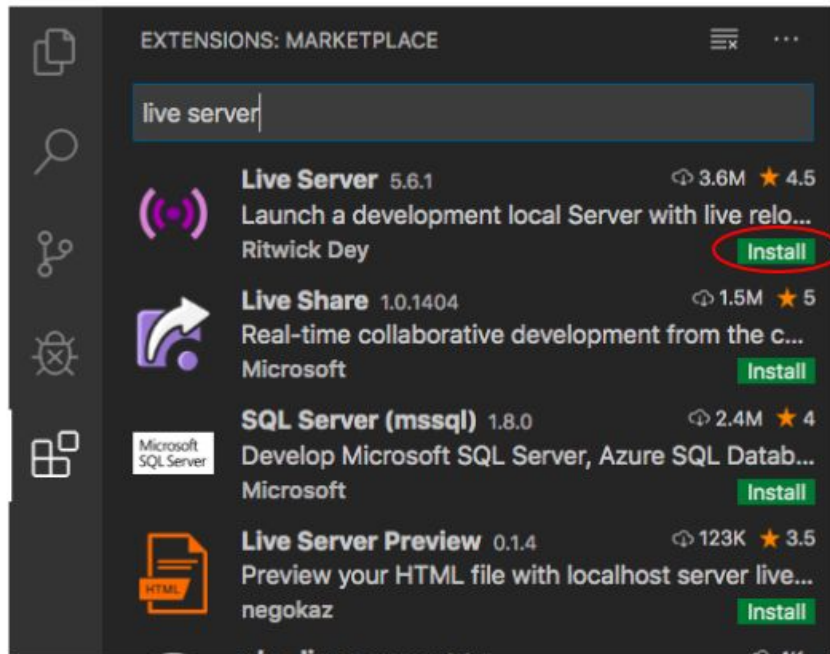 EXTENSIONS: MARKETPLACE
live server
Live Server 5.6.1 3.6M ★ 4.5
Launch a development local Server with live relo...
Ritwick Dey Install
Live Share 1.0.1404 1.5M ★ 5
Real-time collaborative development from the c...
Microsoft Install
Microsoft
SQL Server
SQL Server (mssql) 1.8.0 2.4M ★ 4
Develop Microsoft SQL Server, Azure SQL Datab...
Microsoft Install
HTML
Live Server Preview 0.1.4 123K ★ 3.5
Preview your HTML file with localhost server live...
negokaz Install